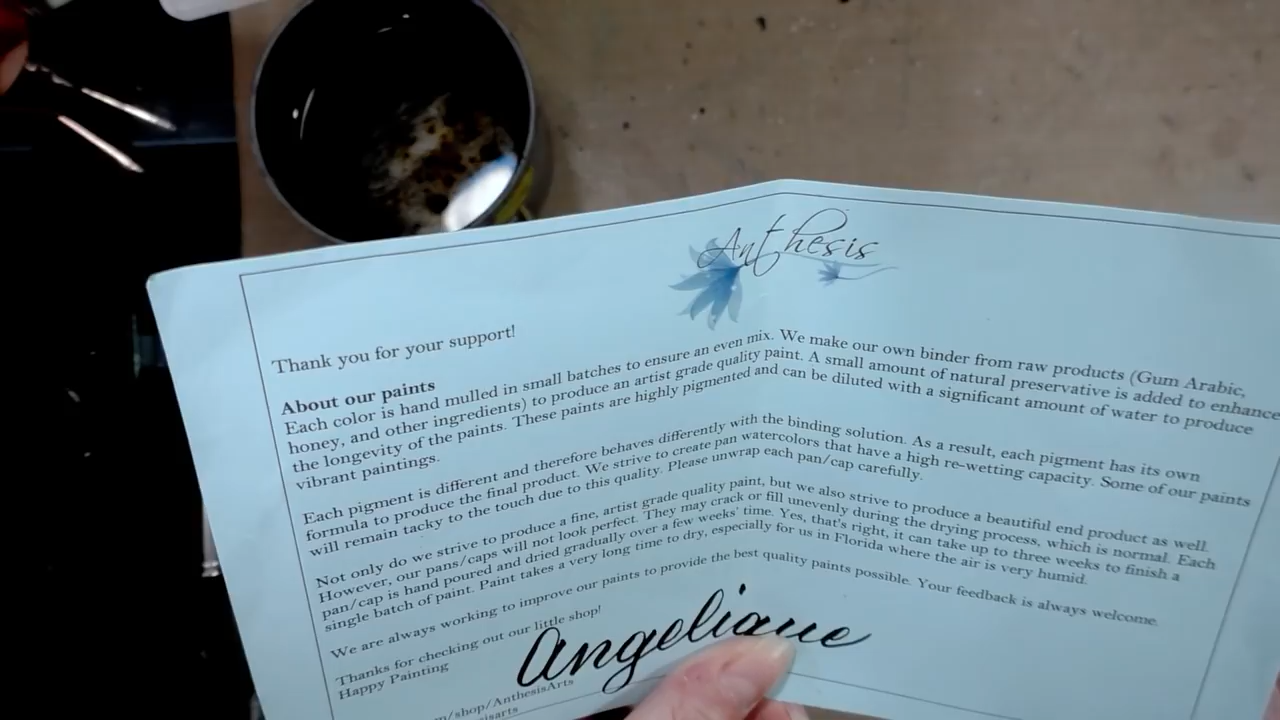 Anthesis
Thank you for your support!
About our paints
Each color is hand mulled in small batches to ensure an even mix. We make our own binder from raw products (Gum Arabic,
honey, and other ingredients) to produce an artist grade quality paint. A small amount of natural preservative is added to enhance
the longevity of the paints. These paints are highly pigmented and can be diluted with a significant amount of water to produce
vibrant paintings.
Each pigment is different and therefore behaves differently with the binding solution. As a result, each pigment has its own
formula to produce the final product. We strive to create pan watercolors that have a high re-wetting capacity. Some of our paints
will remain tacky to the touch due to this quality. Please unwrap each pan/cap carefully.
Not only do we strive to produce a fine, artist grade quality paint, but we also strive to produce a beautiful end product as well.
However, our pans/caps will not look perfect. They may crack or fill unevenly during the drying process, which is normal. Each
pan/cap is hand poured and dried gradually over a few weeks' time. Yes, that's right, it can take up to three weeks to finish a
single batch of paint. Paint takes a very long time to dry, especially for us in Florida where the air is very humid.
We are always working to improve our paints to provide the best quality paints possible. Your feedback is always welcome.
Thanks for checking out our little shop!
Happy Painting
Angelique
m/shop/AnthesisArts
sisarts